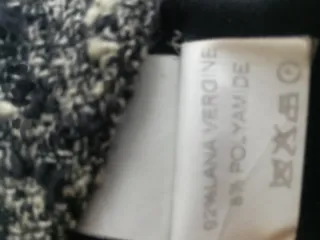 92% LANA VERGINE
8% POLYAMIDE